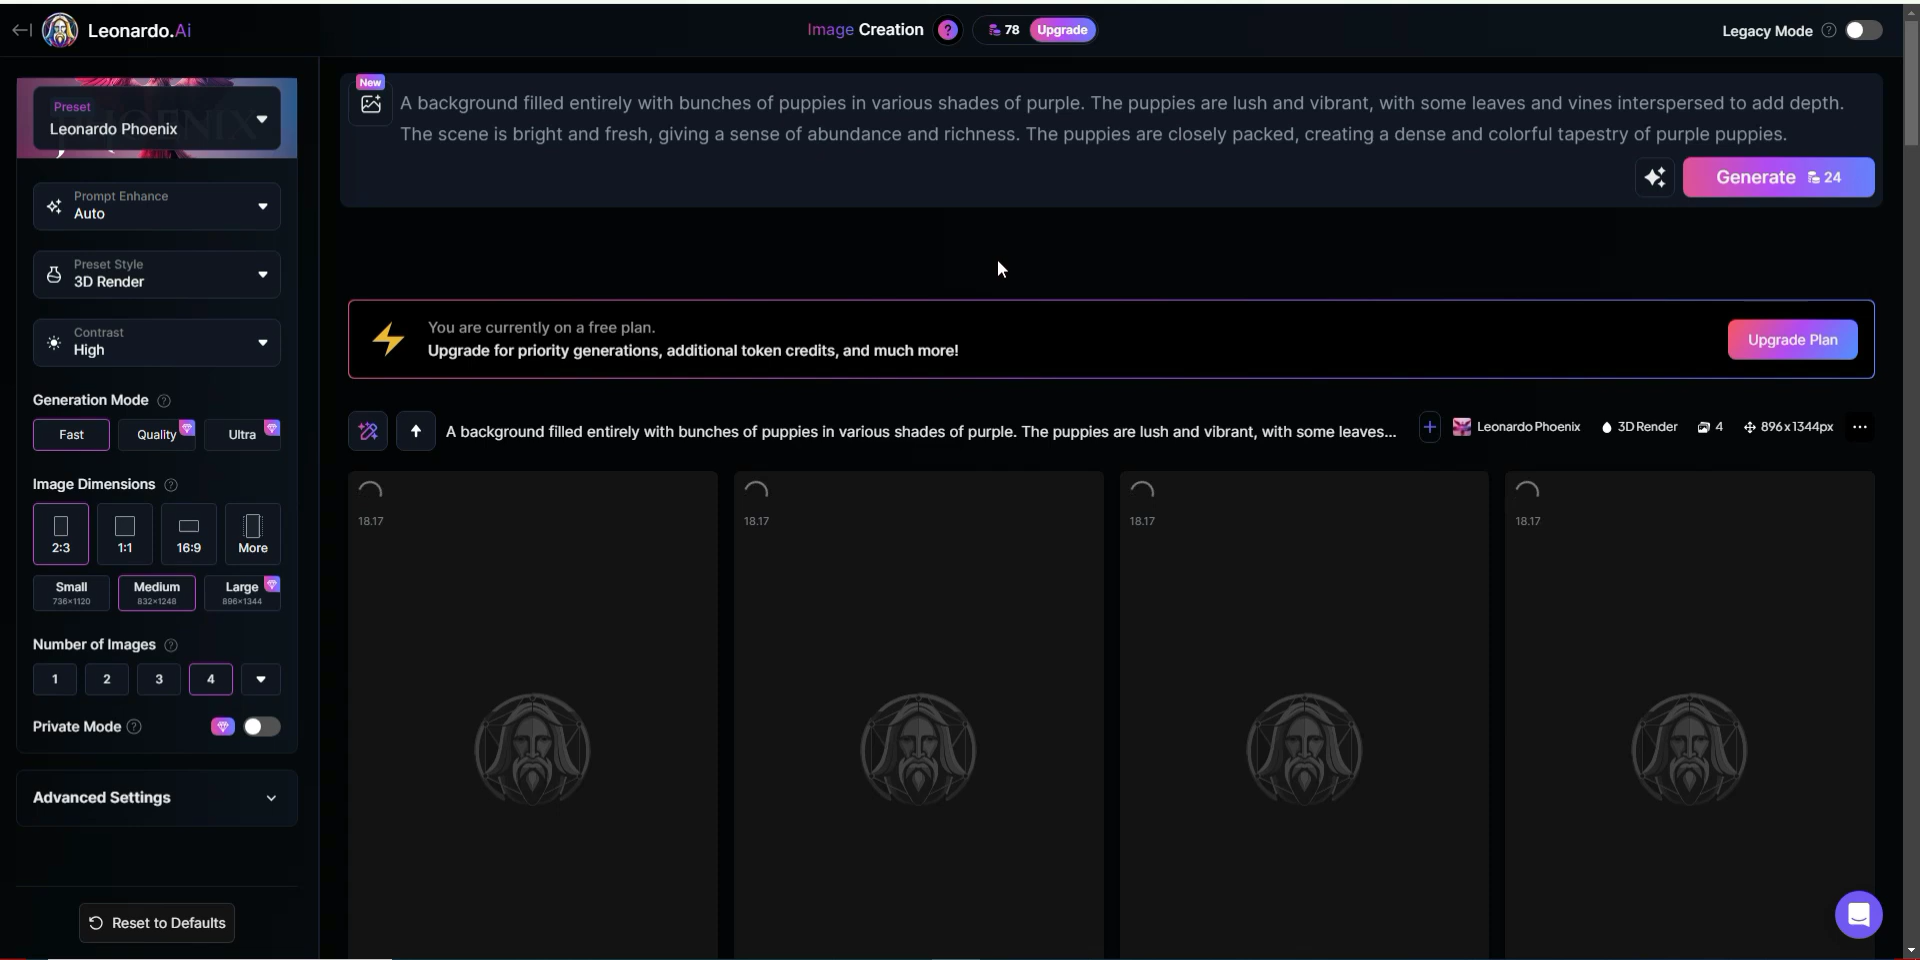 Leonardo.Ai
Image Creation ? 78 Upgrade
Legacy Mode ?
Preset
Leonardo Phoenix
Prompt Enhance
Auto
Preset Style
3D Render
Contrast
High
Generation Mode ?
Fast Quality Ultra
Image Dimensions ?
2:3 1:1 16:9 More
Small Medium Large
736×1120 832×1248 896×1344
Number of Images ?
1 2 3 4
Private Mode ?
Advanced Settings
Reset to Defaults
New
A background filled entirely with bunches of puppies in various shades of purple. The puppies are lush and vibrant, with some leaves and vines interspersed to add depth.
The scene is bright and fresh, giving a sense of abundance and richness. The puppies are closely packed, creating a dense and colorful tapestry of purple puppies.
Generate 24
You are currently on a free plan.
Upgrade for priority generations, additional token credits, and much more!
Upgrade Plan
A background filled entirely with bunches of puppies in various shades of purple. The puppies are lush and vibrant, with some leaves... + Leonardo Phoenix 3D Render 4 896x1344px ...
18.17 18.17 18.17 18.17